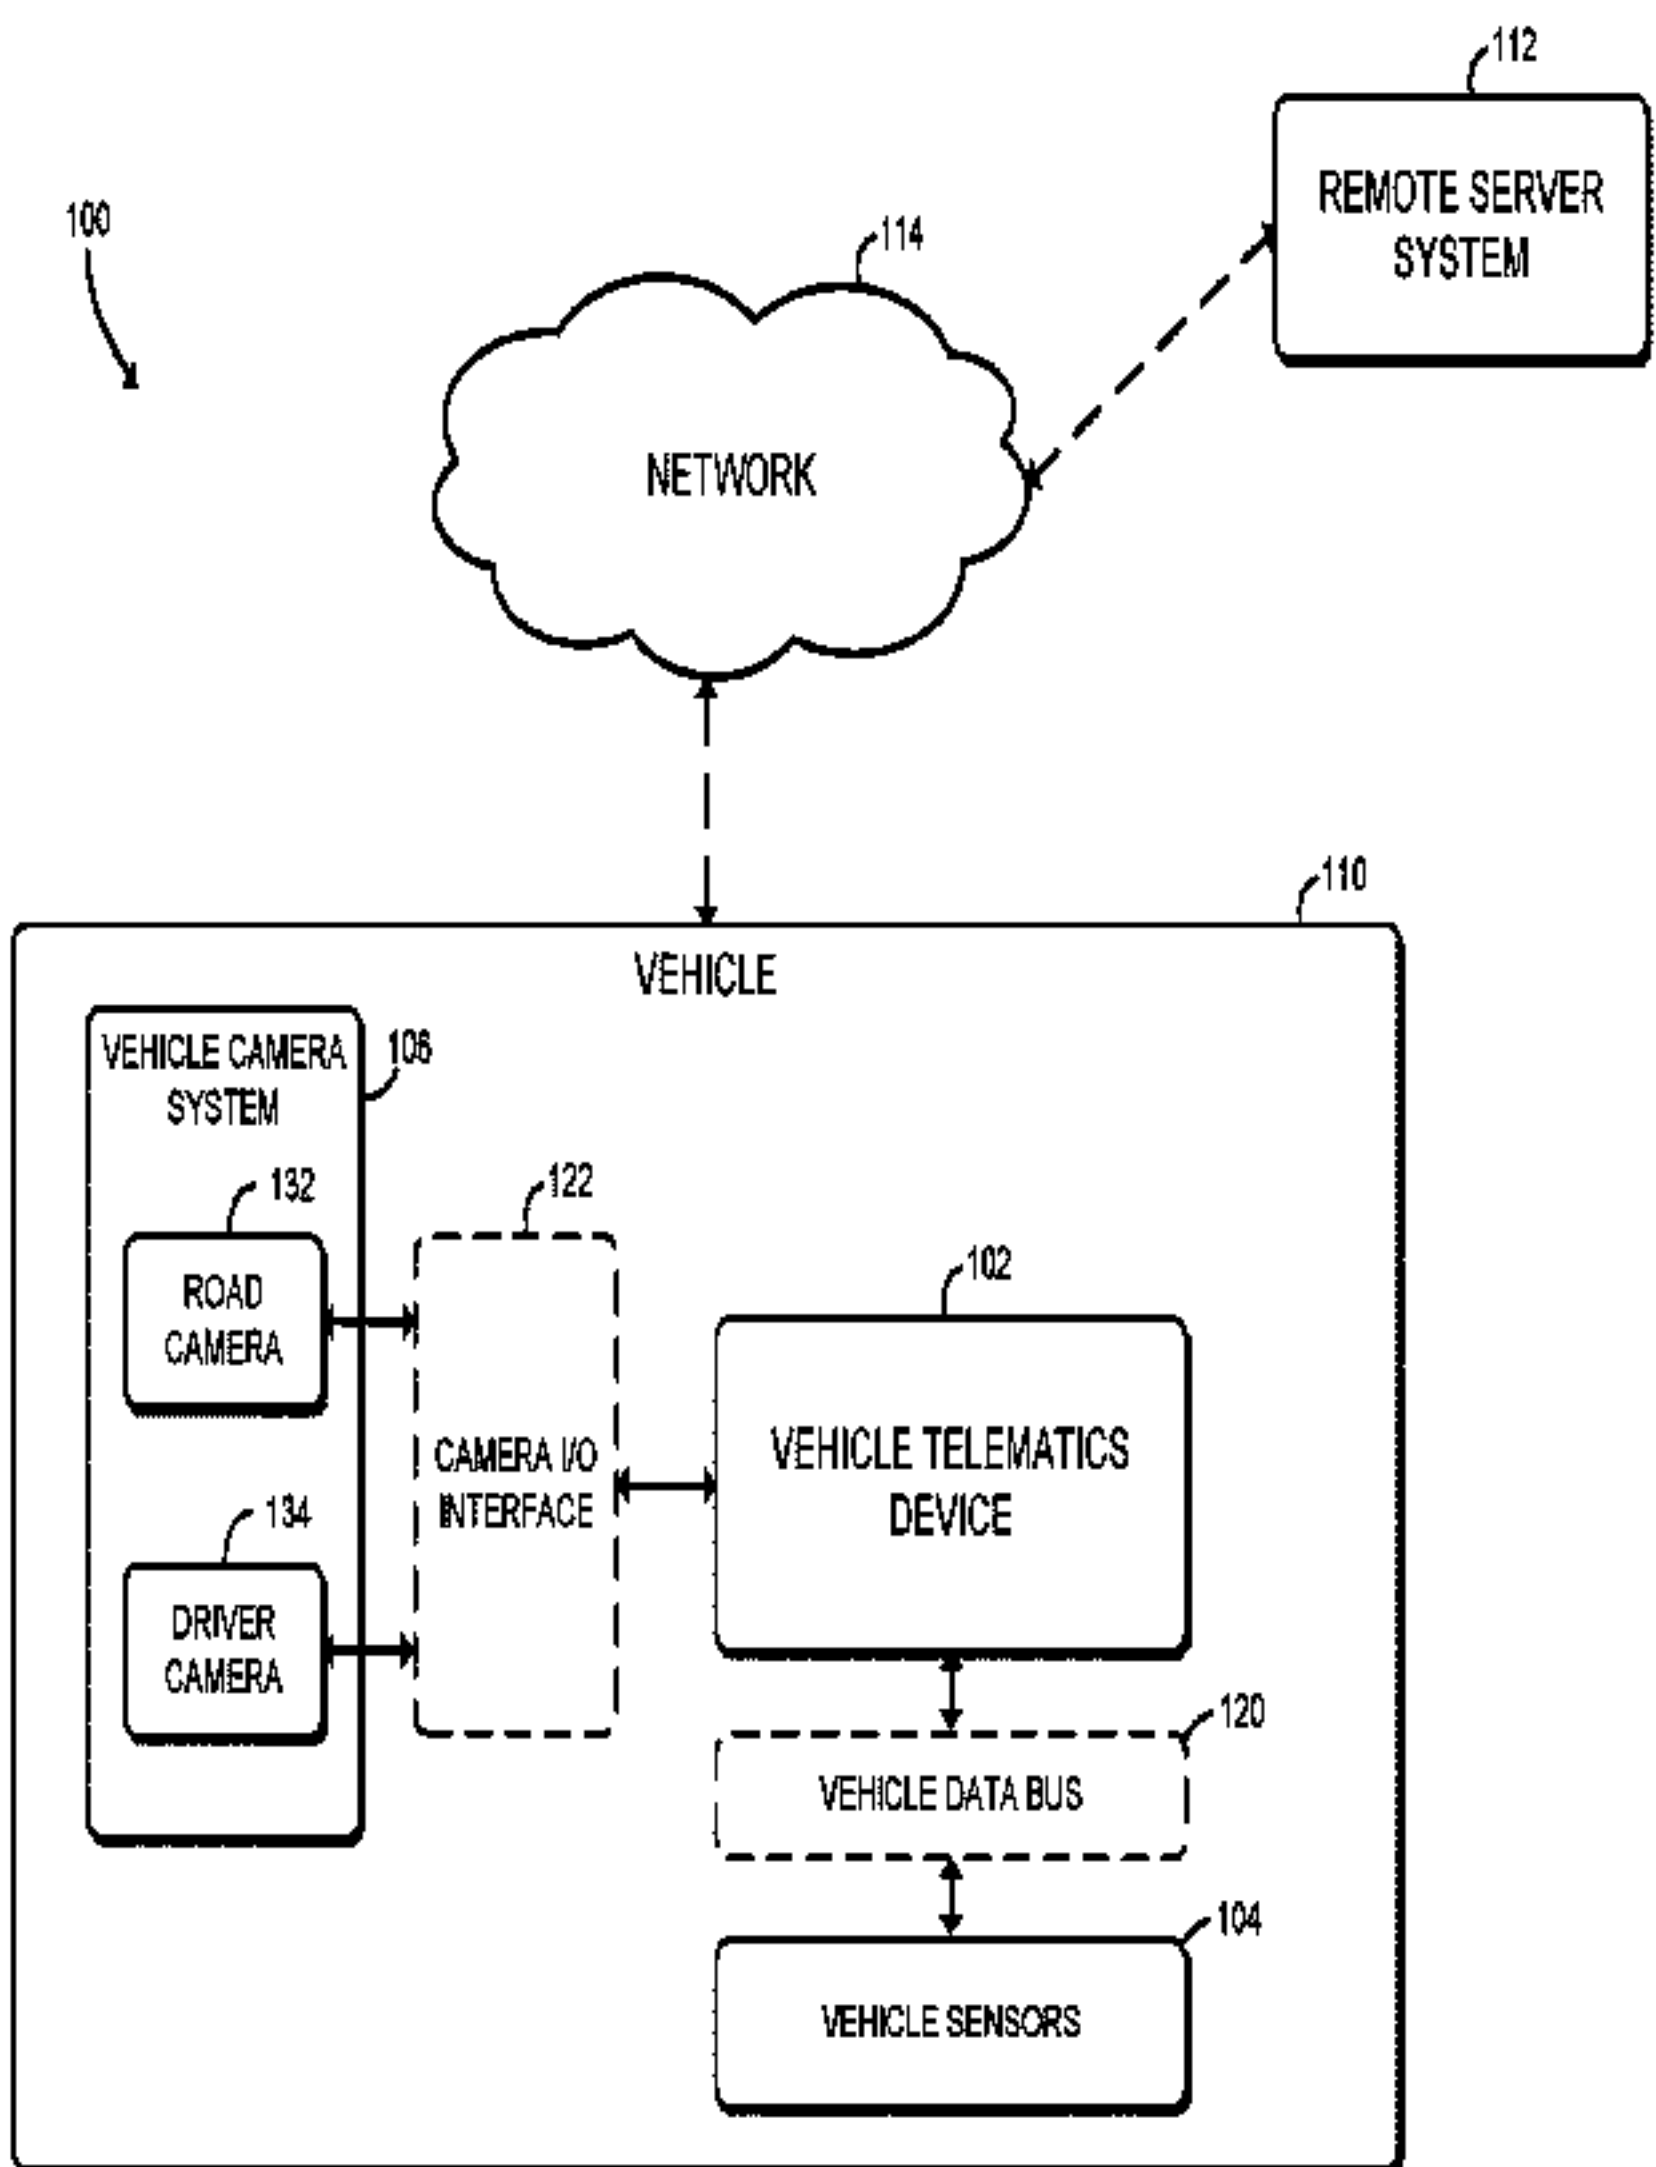 112
REMOTE SERVER
SYSTEM
100
114
NETWORK
110
VEHICLE
VEHICLE CAMERA
SYSTEM
106
132
ROAD
CAMERA
134
DRIVER
CAMERA
122
CAMERA I/O
INTERFACE
102
VEHICLE TELEMATICS
DEVICE
120
VEHICLE DATA BUS
104
VEHICLE SENSORS